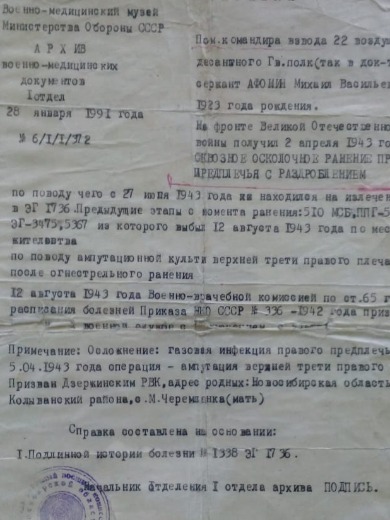 Военно-медицинский музей
Министерства Обороны СССР
АРХИВ
военно-медицинских
документов
I отдел
28 января 1991 года
№ 6/I/I/372
Пом.командира взвода 22 возду
десантного Гв.полк(так в док-т
сержант АФОНИН Михаил Василье
1923 года рождения.
На фронте Великой Отечественно
войны получил 2 апреля 1943 го
СКВОЗНОЕ ОСКОЛОЧНОЕ РАНЕНИЕ ПР
ПРЕДПЛЕЧЬЯ С РАЗДРОБЛЕНИЕМ
по поводу чего с 27 июня 1943 года на находился на излечен
в ЭГ 1736.Предыдущие этапы с момента ранения:510 МСБ,ППГ-5
ЭГ-3475,5367 из которого выбыл 12 августа 1943 года по мес
жительства
по поводу ампутационной культи верхней трети правого плеча
после огнестрельного ранения
12 августа 1943 года Военно-врачебной комиссией по ст.65
расписания болезней Приказа НКО СССР № 336 -1942 года приз
Примечание: Осложнение: газовая инфекция правого предплечь
5.04.1943 года операция - ампутация верхней трети правого
Призван Дзержинским РВК,адрес родных:Новосибирская область
Колыванский района,с.М.Черемшанка(мать)
Справка составлена на основании:
I.Подлинной истории болезни № 1338 ЭГ 1736.
Начальник отделения I отдела архива ПОДПИСЬ.